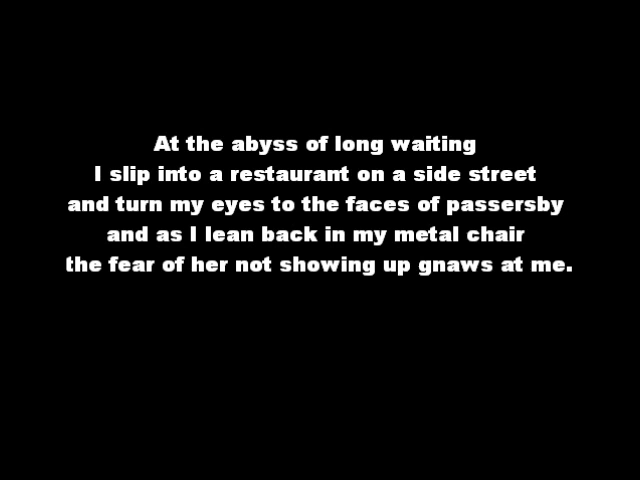 At the abyss of long waiting
I slip into a restaurant on a side street
and turn my eyes to the faces of passersby
and as I lean back in my metal chair
the fear of her not showing up gnaws at me.